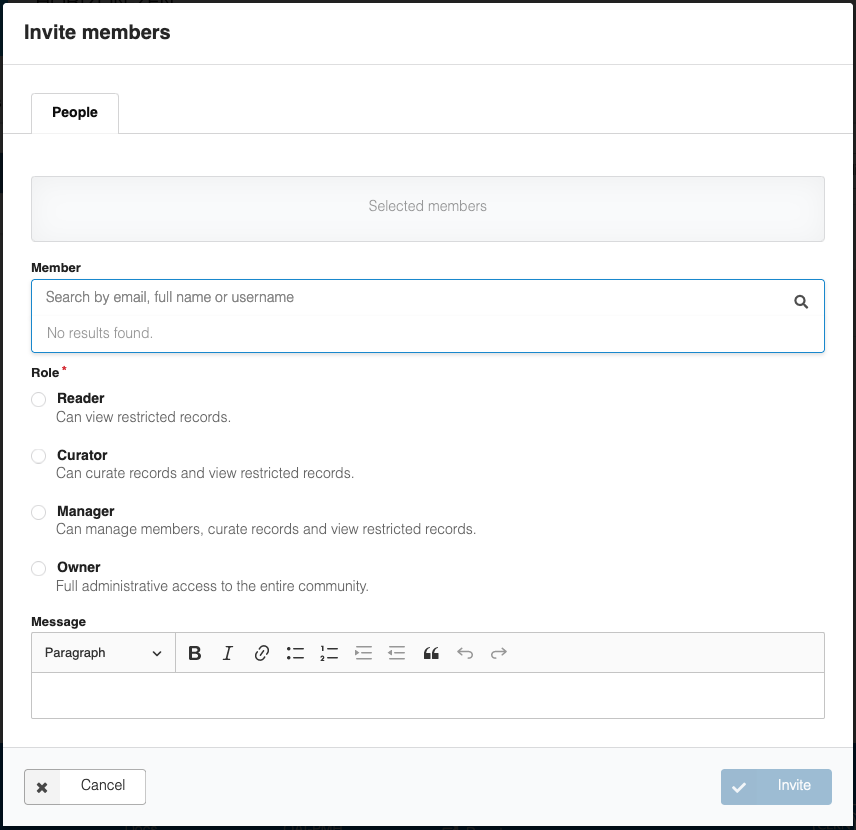 Invite members
People
Selected members
Member
Search by email, full name or username
No results found.
Role *
Reader
Can view restricted records.
Curator
Can curate records and view restricted records.
Manager
Can manage members, curate records and view restricted records.
Owner
Full administrative access to the entire community.
Message
Paragraph
Cancel
Invite